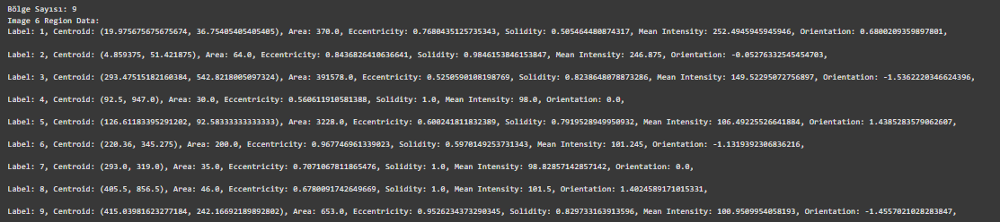 Bölge Sayısı: 9
Image 6 Region Data:
Label: 1, Centroid: (19.975675675675674, 36.75405405405405), Area: 370.0, Eccentricity: 0.7680435125735343, Solidity: 0.505464480874317, Mean Intensity: 252.4945945945946, Orientation: 0.6800209359897801,
Label: 2, Centroid: (4.859375, 51.421875), Area: 64.0, Eccentricity: 0.8436826410636641, Solidity: 0.9846153846153847, Mean Intensity: 246.875, Orientation: -0.05276332545454703,
Label: 3, Centroid: (293.47515182160384, 542.8218005097324), Area: 391578.0, Eccentricity: 0.5250590108198769, Solidity: 0.8238648078873286, Mean Intensity: 149.52295072756897, Orientation: -1.5362220346624396,
Label: 4, Centroid: (92.5, 947.0), Area: 30.0, Eccentricity: 0.560611910581388, Solidity: 1.0, Mean Intensity: 98.0, Orientation: 0.0,
Label: 5, Centroid: (126.61183395291202, 92.58333333333333), Area: 3228.0, Eccentricity: 0.600241811832389, Solidity: 0.7919528949950932, Mean Intensity: 106.49225526641884, Orientation: 1.4385283579062607,
Label: 6, Centroid: (220.36, 345.275), Area: 200.0, Eccentricity: 0.967746961339023, Solidity: 0.5970149253731343, Mean Intensity: 101.245, Orientation: -1.1319392306836216,
Label: 7, Centroid: (293.0, 319.0), Area: 35.0, Eccentricity: 0.7071067811865476, Solidity: 1.0, Mean Intensity: 98.82857142857142, Orientation: 0.0,
Label: 8, Centroid: (405.5, 856.5), Area: 46.0, Eccentricity: 0.6780091742649669, Solidity: 1.0, Mean Intensity: 101.5, Orientation: 1.4024589171015331,
Label: 9, Centroid: (415.03981623277184, 242.16692189892802), Area: 653.0, Eccentricity: 0.9526234373290345, Solidity: 0.829733163913596, Mean Intensity: 100.9509954058193, Orientation: -1.4557021028283847,